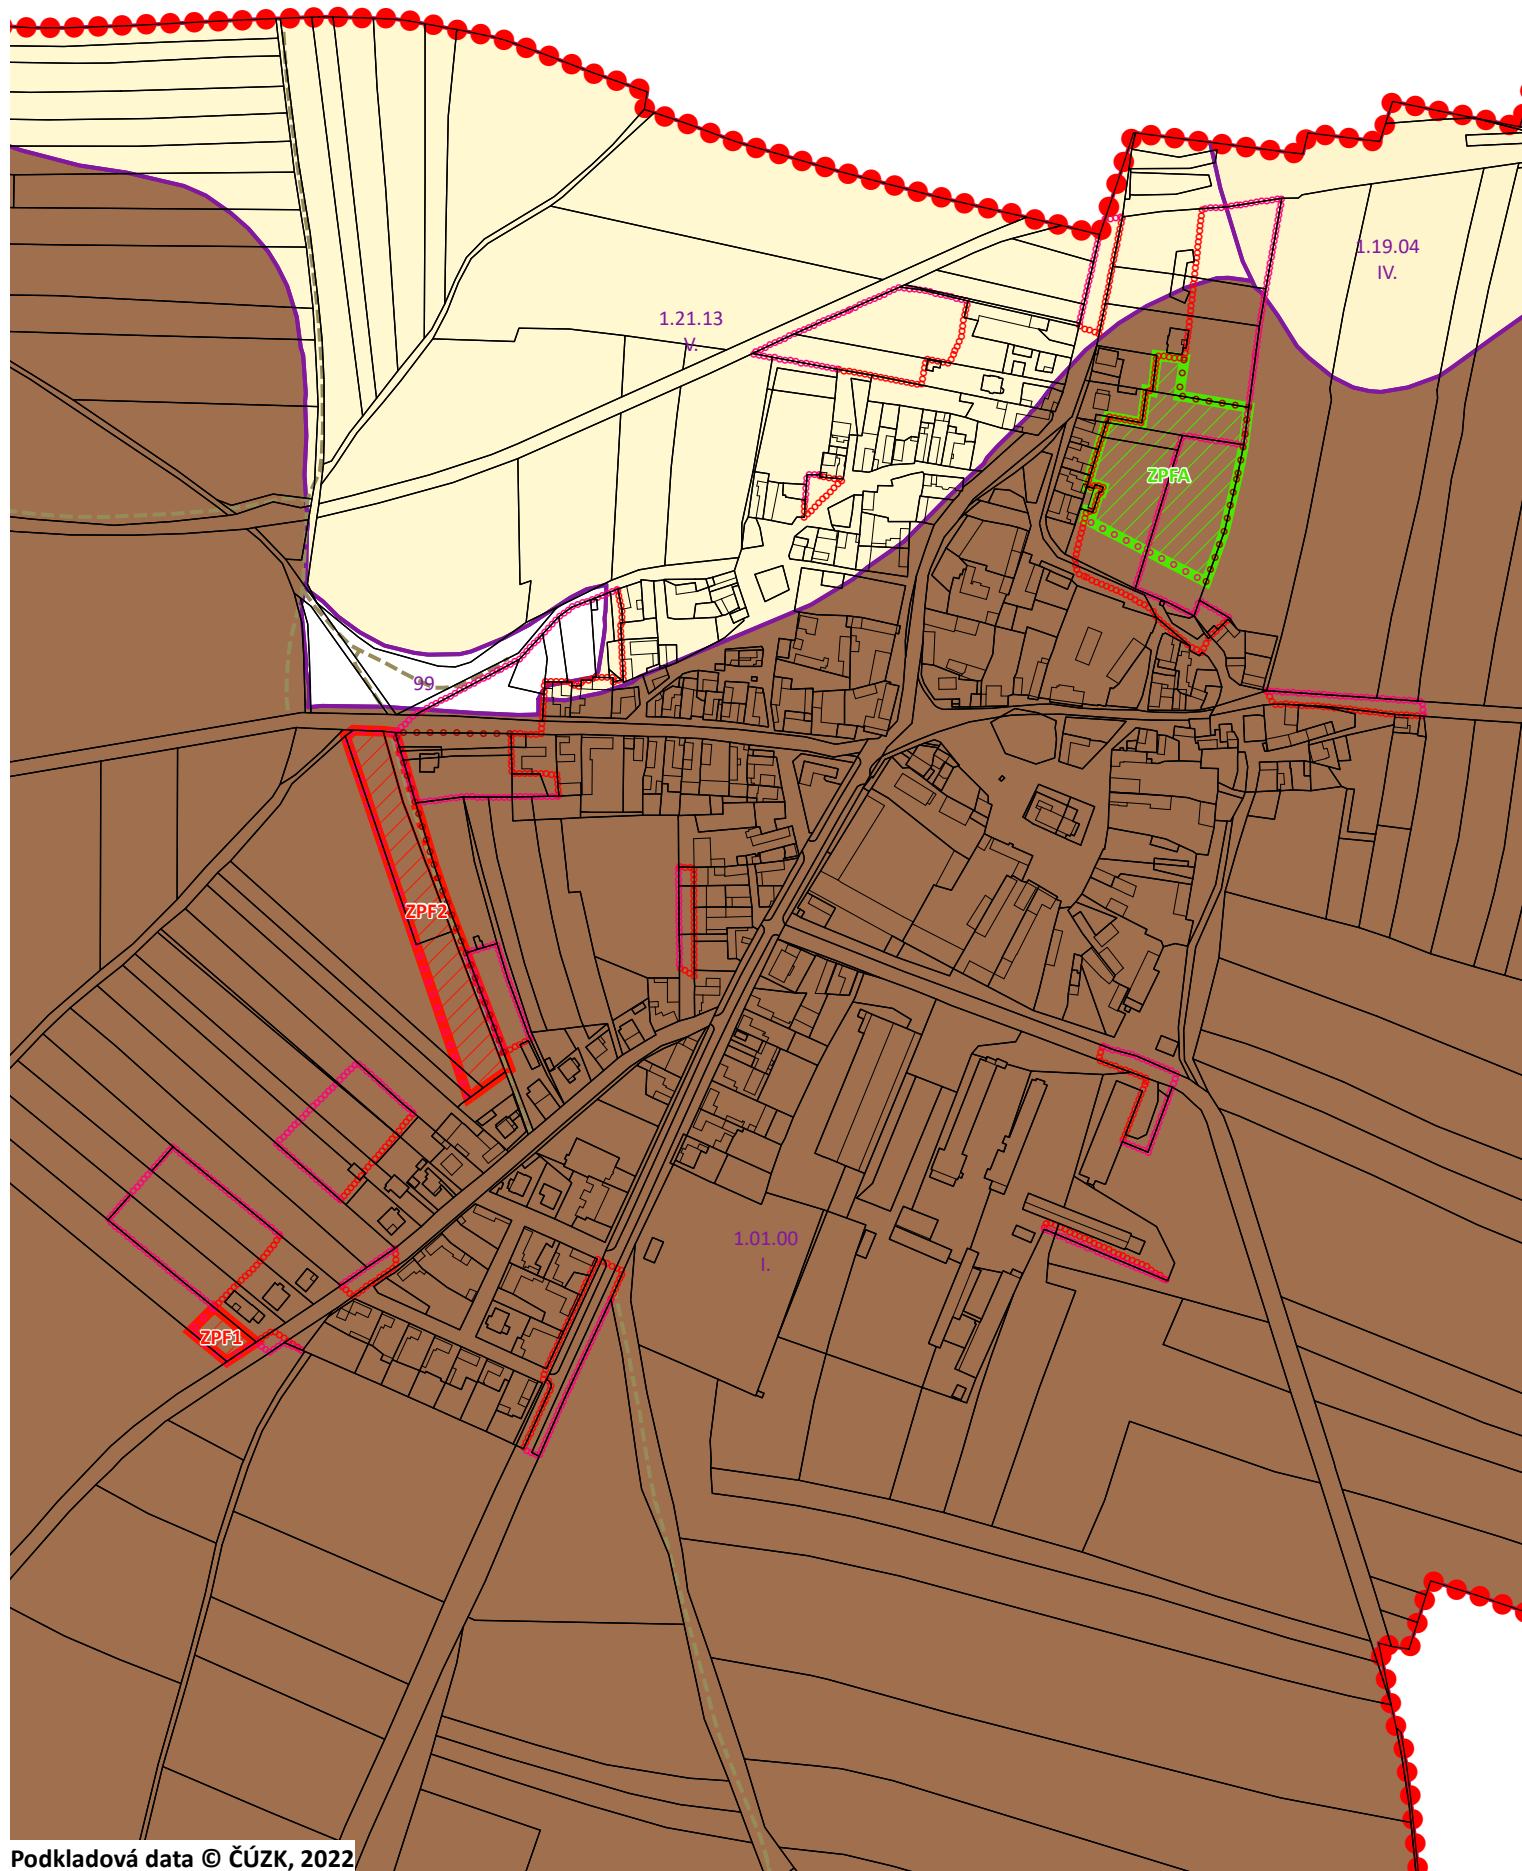 1.19.04
IV.
1.21.13
V.
ZPFA
99
ZPF2
1.01.00
I.
ZPF1
Podkladová data © ČÚZK, 2022